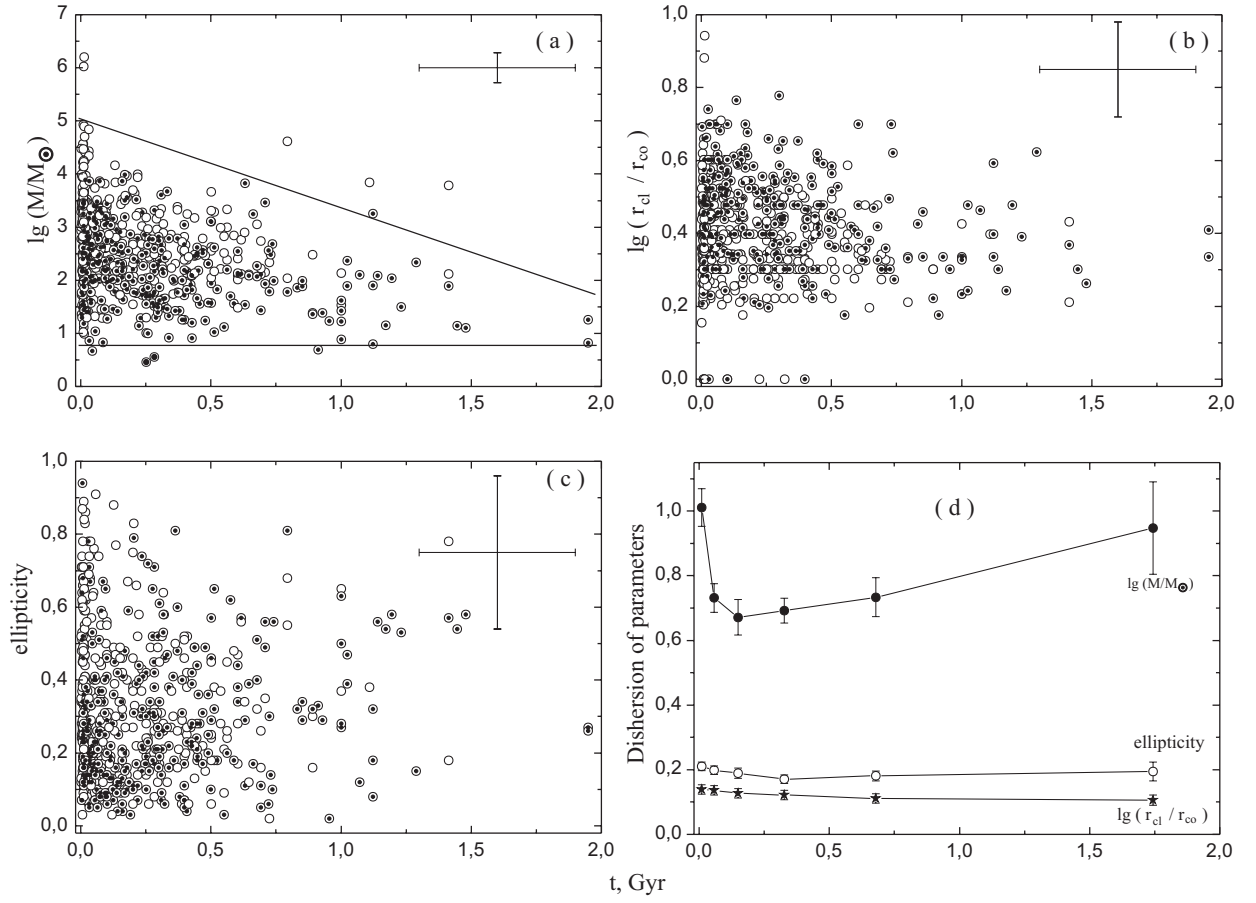 7
6
5
4
3
2
1
0
lg (M/M⊙)
( a )
0,0 0,5 1,0 1,5 2,0
1,0
0,8
0,6
0,4
0,2
0,0
lg ( r_cl / r_co )
( b )
0,0 0,5 1,0 1,5 2,0
1,0
0,8
0,6
0,4
0,2
0,0
ellipticity
( c )
0,0 0,5 1,0 1,5 2,0
1,0
0,8
0,6
0,4
0,2
0,0
Dishersion of parameters
( d )
lg (M/M⊙)
ellipticity
lg ( r_cl / r_co )
0,0 0,5 1,0 1,5 2,0
t, Gyr